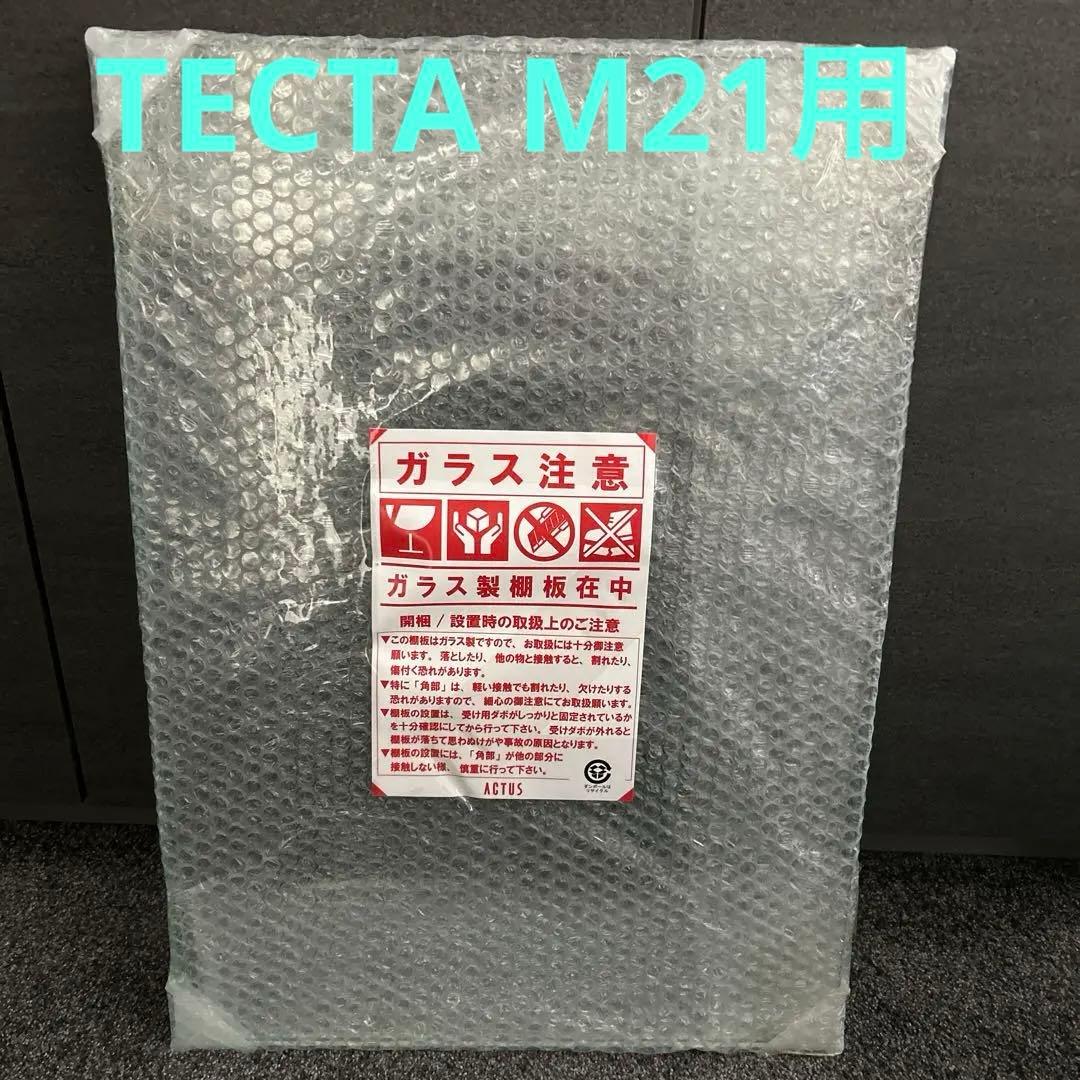 TECTA M21用
ガラス注意
ガラス製棚板在中
開梱 / 設置時の取扱上のご注意
▼この棚板はガラス製ですので、お取扱には十分御注意
願います。落としたり、他の物と接触すると、割れたり、
傷付く恐れがあります。
▼特に「角部」は、軽い接触でも割れたり、欠けたりする
恐れがありますので、細心の御注意にてお取扱願います。
▼棚板の設置は、受け用ダボがしっかりと固定されているか
を十分確認にしてから行って下さい。受けダボが外れると
棚板が落ちて思わぬけがや事故の原因となります。
▼棚板の設置には、「角部」が他の部分に
接触しない様、慎重に行って下さい。
ACTUS
ダンボールは
リサイクル